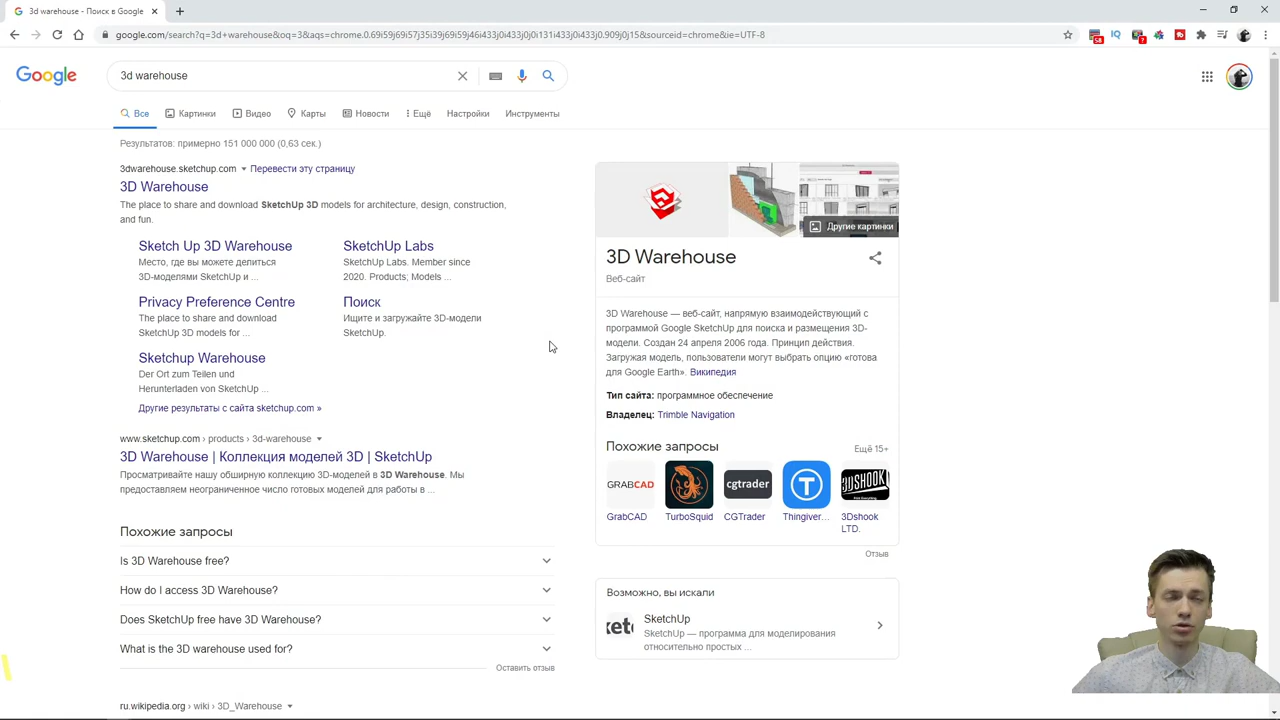 3d warehouse - Поиск в Google
google.com/search?q=3d+warehouse&oq=3&aqs=chrome.0.69i59j69i57j35i39j69i59j46i433j0i433j0j0i131i433j0i433j0.909j0j15&sourceid=chrome&ie=UTF-8
58
IQ
?
Google
3d warehouse
Все
Картинки
Видео
Карты
Новости
Ещё
Настройки
Инструменты
Результатов: примерно 151 000 000 (0,63 сек.)
3dwarehouse.sketchup.com Перевести эту страницу
3D Warehouse
The place to share and download SketchUp 3D models for architecture, design, construction,
and fun.
Sketch Up 3D Warehouse
Место, где вы можете делиться
3D-моделями SketchUp и ...
SketchUp Labs
SketchUp Labs. Member since
2020. Products; Models ...
Privacy Preference Centre
The place to share and download
SketchUp 3D models for ...
Поиск
Ищите и загружайте 3D-модели
SketchUp.
Sketchup Warehouse
Der Ort zum Teilen und
Herunterladen von SketchUp ...
Другие результаты с сайта sketchup.com »
www.sketchup.com › products › 3d-warehouse
3D Warehouse | Коллекция моделей 3D | SketchUp
Просматривайте нашу обширную коллекцию 3D-моделей в 3D Warehouse. Мы
предоставляем неограниченное число готовых моделей для работы в ...
Похожие запросы
Is 3D Warehouse free?
How do I access 3D Warehouse?
Does SketchUp free have 3D Warehouse?
What is the 3D warehouse used for?
Оставить отзыв
ru.wikipedia.org › wiki › 3D_Warehouse
Другие картинки
3D Warehouse
Веб-сайт
3D Warehouse — веб-сайт, напрямую взаимодействующий с
программой Google SketchUp для поиска и размещения 3D-
модели. Создан 24 апреля 2006 года. Принцип действия.
Загружая модель, пользователи могут выбрать опцию «готова
для Google Earth». Википедия
Тип сайта: программное обеспечение
Владелец: Trimble Navigation
Похожие запросы
Ещё 15+
GRABCAD
cgtrader
T
3DSHOOK
GrabCAD
TurboSquid
CGTrader
Thingiver...
3Dshook
LTD.
Отзыв
Возможно, вы искали
SketchUp
SketchUp — программа для моделирования
относительно простых ...